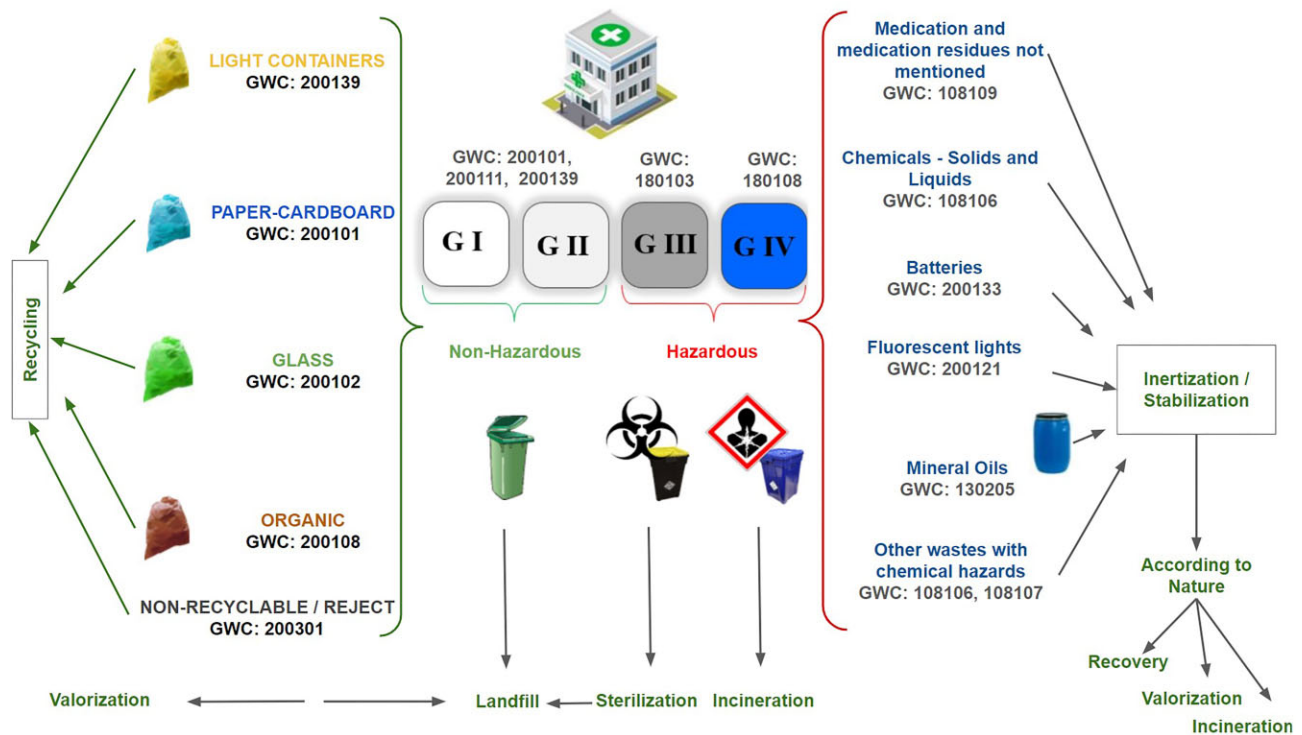 LIGHT CONTAINERS
GWC: 200139
PAPER-CARDBOARD
GWC: 200101
GLASS
GWC: 200102
ORGANIC
GWC: 200108
NON-RECYCLABLE / REJECT
GWC: 200301
Recycling
Valorization
GWC: 200101,
200111, 200139
GWC:
180103
GWC:
180108
G I
G II
G III
G IV
Non-Hazardous
Hazardous
Landfill
Sterilization
Incineration
Medication and
medication residues not
mentioned
GWC: 108109
Chemicals - Solids and
Liquids
GWC: 108106
Batteries
GWC: 200133
Fluorescent lights
GWC: 200121
Mineral Oils
GWC: 130205
Other wastes with
chemical hazards
GWC: 108106, 108107
Inertization /
Stabilization
According to
Nature
Recovery
Valorization
Incineration